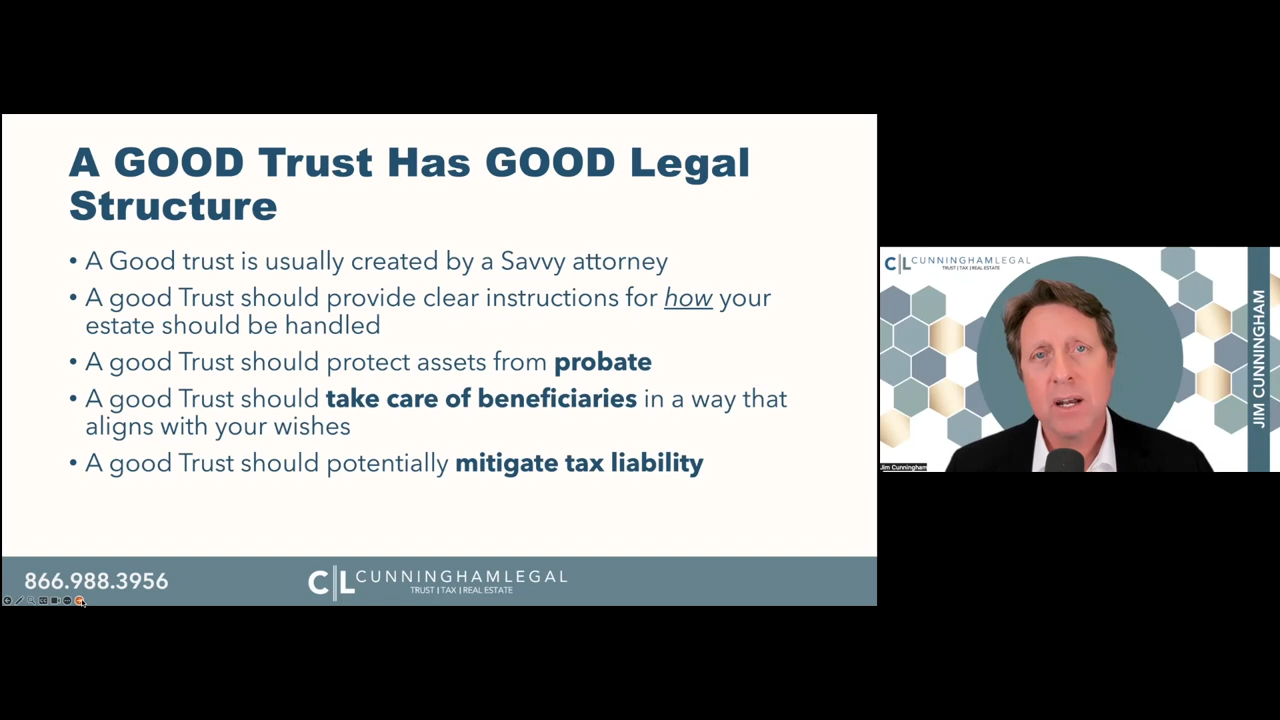 A GOOD Trust Has GOOD Legal
Structure
• A Good trust is usually created by a Savvy attorney
• A good Trust should provide clear instructions for how your
estate should be handled
• A good Trust should protect assets from probate
• A good Trust should take care of beneficiaries in a way that
aligns with your wishes
• A good Trust should potentially mitigate tax liability
866.988.3956
CL CUNNINGHAMLEGAL
TRUST | TAX | REAL ESTATE
CL CUNNINGHAMLEGAL
TRUST | TAX | REAL ESTATE
JIM CUNNINGHAM
Jim Cunningham